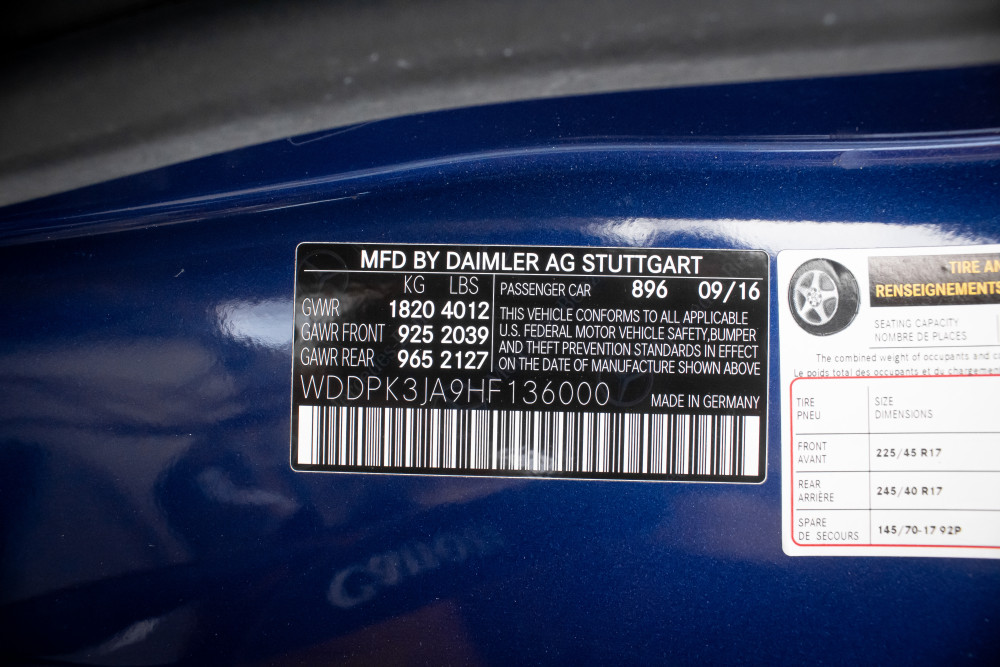 MFD BY DAIMLER AG STUTTGART
KG LBS
GVWR 1820 4012
GAWR FRONT 925 2039
GAWR REAR 965 2127
PASSENGER CAR 896 09/16
THIS VEHICLE CONFORMS TO ALL APPLICABLE
U.S. FEDERAL MOTOR VEHICLE SAFETY,BUMPER
AND THEFT PREVENTION STANDARDS IN EFFECT
ON THE DATE OF MANUFACTURE SHOWN ABOVE
WDDPK3JA9HF136000
MADE IN GERMANY
TIRE
RENSEIGNEMENTS
SEATING CAPACITY
NOMBRE DE PLACES
The combined weight of occupants and
Le poids total des occupants et du
TIRE
PNEU
SIZE
DIMENSIONS
FRONT
AVANT
225/45 R17
REAR
ARRIÈRE
245/40 R17
SPARE
DE SECOURS
145/70-17 92P
Canon